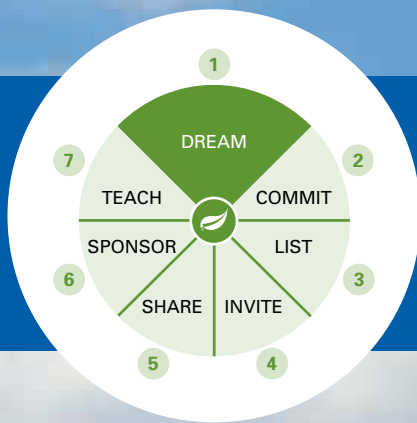 1
DREAM
7
2
TEACH
COMMIT
SPONSOR
LIST
6
3
SHARE
INVITE
5
4